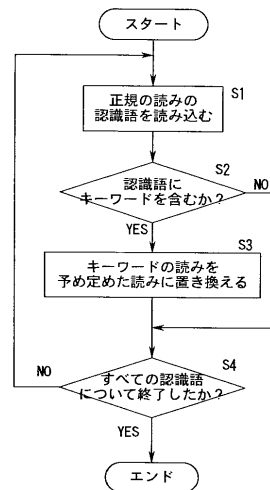 スタート
S1
正規の読みの
認識語を読み込む
S2
認識語に
キーワードを含むか?
NO
YES
S3
キーワードの読みを
予め定めた読みに置き換える
S4
NO
すべての認識語
について終了したか?
YES
エンド